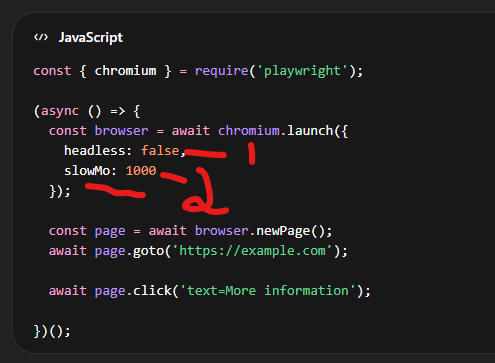 </> JavaScript
const { chromium } = require('playwright');
(async () => {
const browser = await chromium.launch({
headless: false, 1
slowMo: 1000 2
});
const page = await browser.newPage();
await page.goto('https://example.com');
await page.click('text=More information');
})();